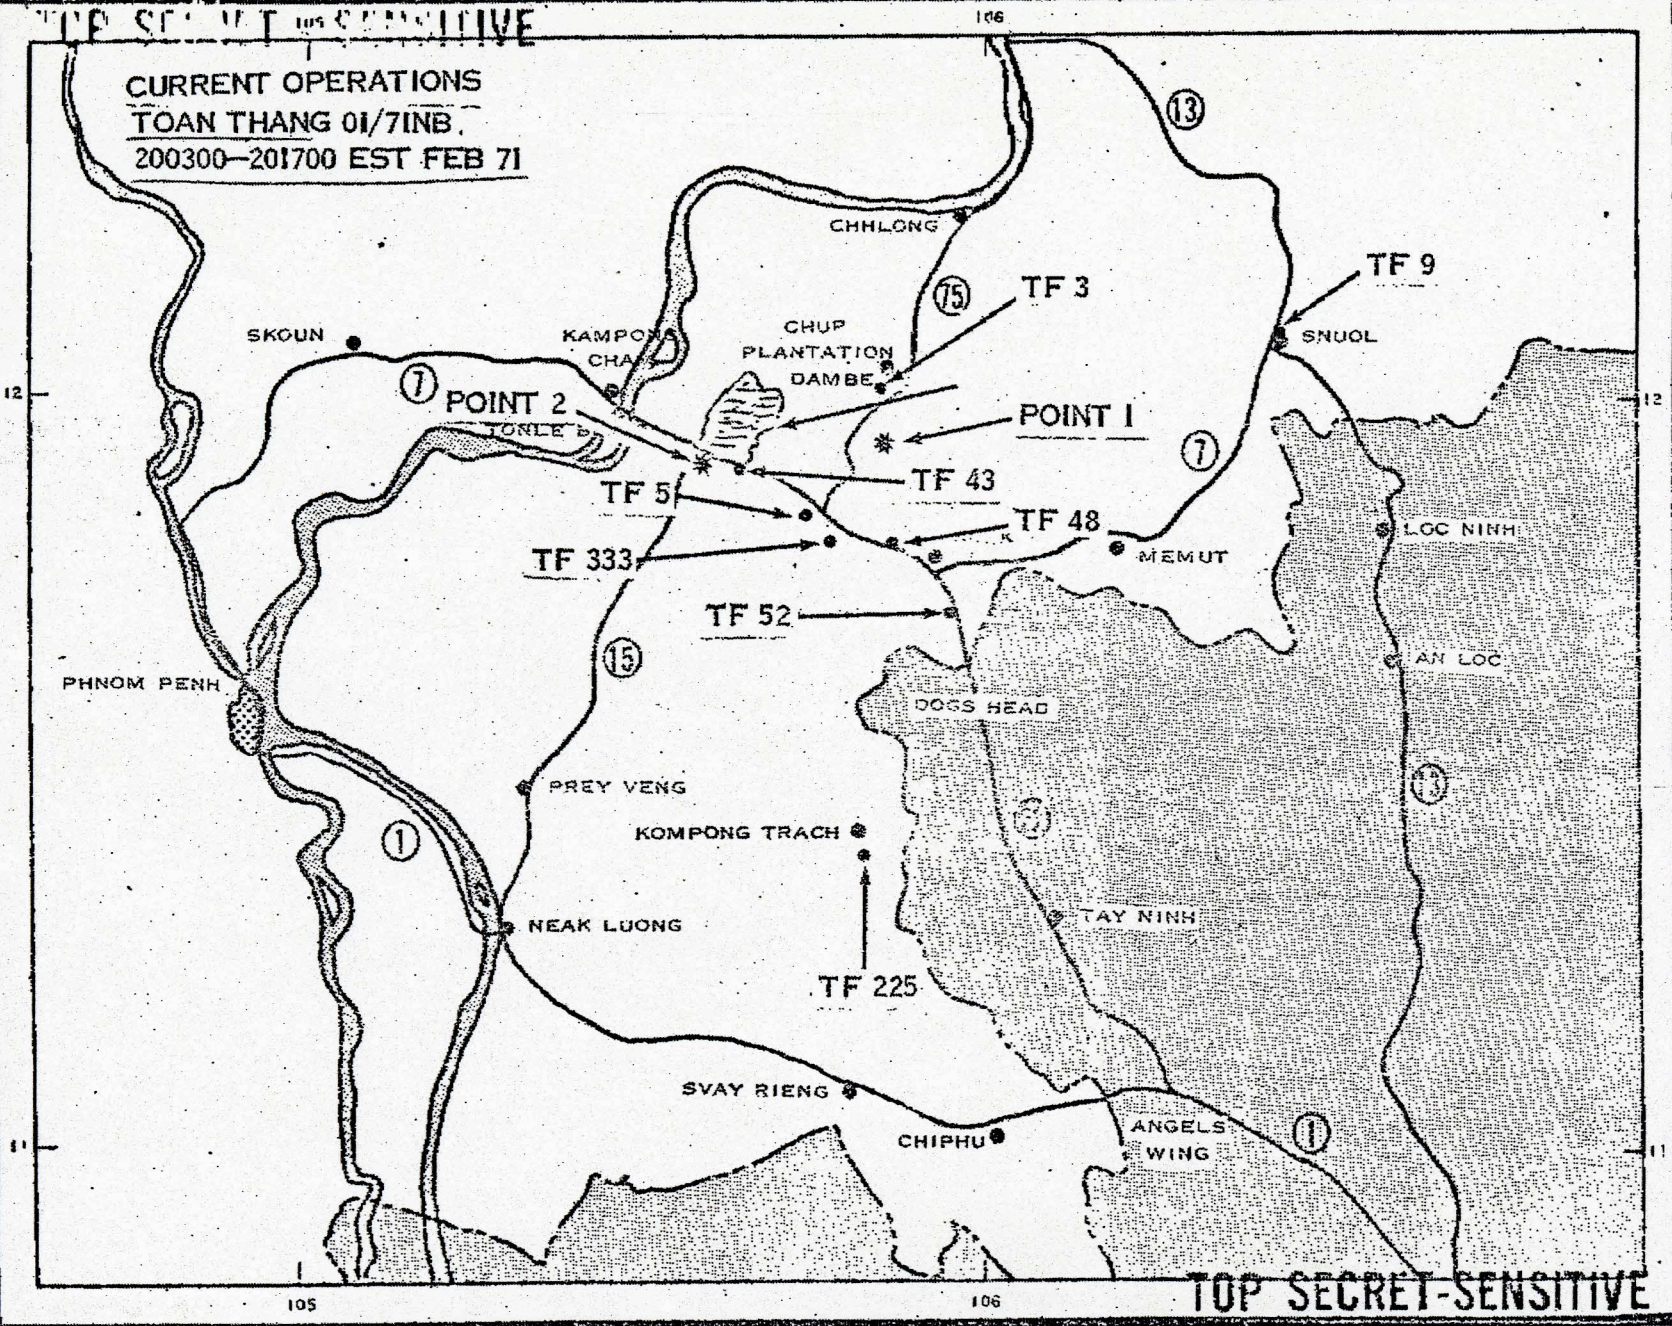 105
106
CURRENT OPERATIONS
TOAN THANG 01/71NB.
200300—201700 EST FEB 71
13
CHHLONG
TF 9
75
TF 3
SKOUN
CHUP
PLANTATION
SNUOL
DAMBE
7
12
12
POINT 2
POINT 1
TONLE
7
TF 43
TF 5
TF 48
LOC NINH
TF 333
MEMUT
TF 52
15
AN LOC
PHNOM PENH
DOGS HEAD
PREY VENG
13
KOMPONG TRACH
1
TAY NINH
NEAK LUONG
TF 225
SVAY RIENG
ANGELS
WING
CHIPHU
1
11
11
105
106
TOP SECRET-SENSITIVE